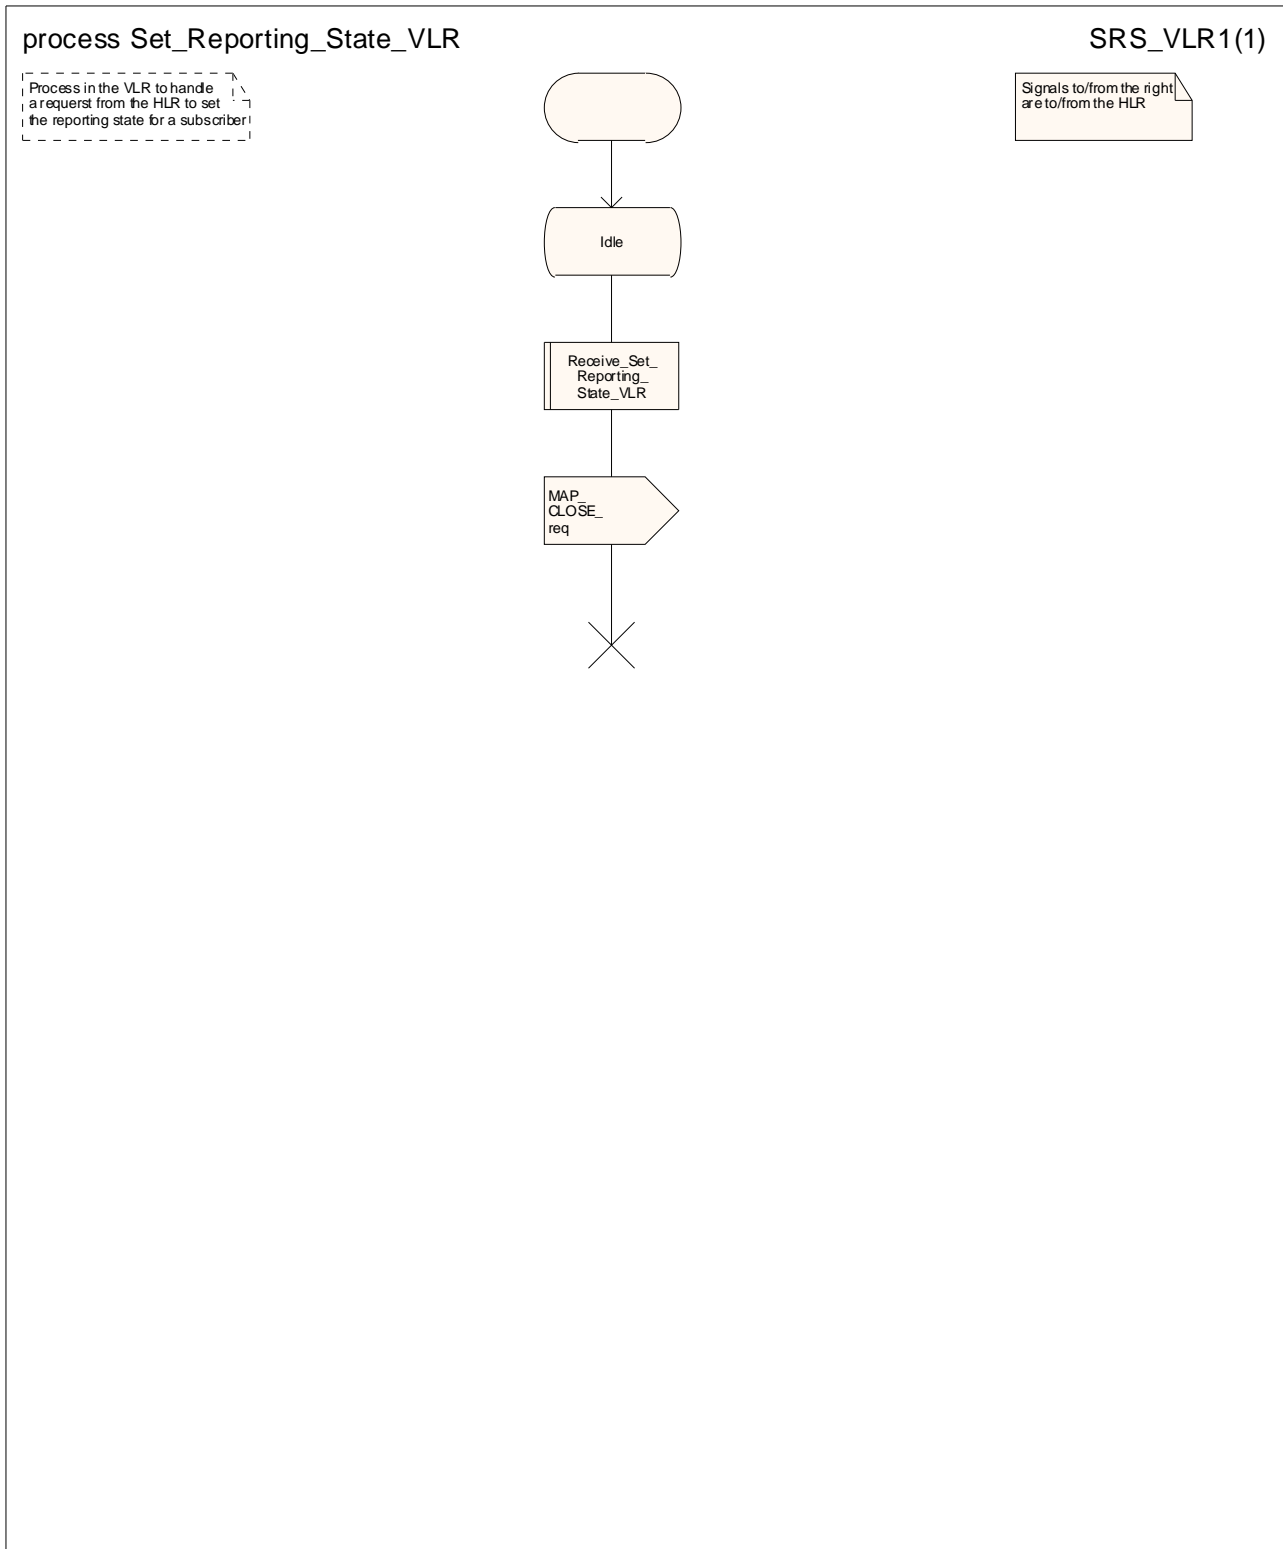 process Set_Reporting_State_VLR
SRS_VLR1(1)
Process in the VLR to handle
a requerst from the HLR to set
the reporting state for a subscriber
Signals to/from the right
are to/from the HLR
Idle
Receive_Set_
Reporting_
State_VLR
MAP_
CLOSE_
req